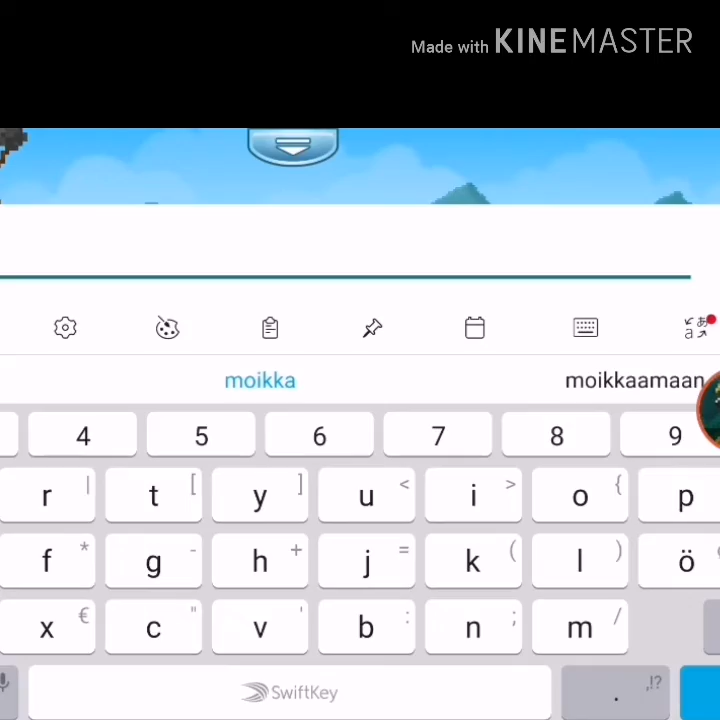 Made with KINEMASTER
moikka moikkaamaan
4 5 6 7 8 9
r | t [ y ] u < i > o { p
f * g - h + j = k ( l ) ö
x € c " v ' b : n ; m /
SwiftKey . ,!?